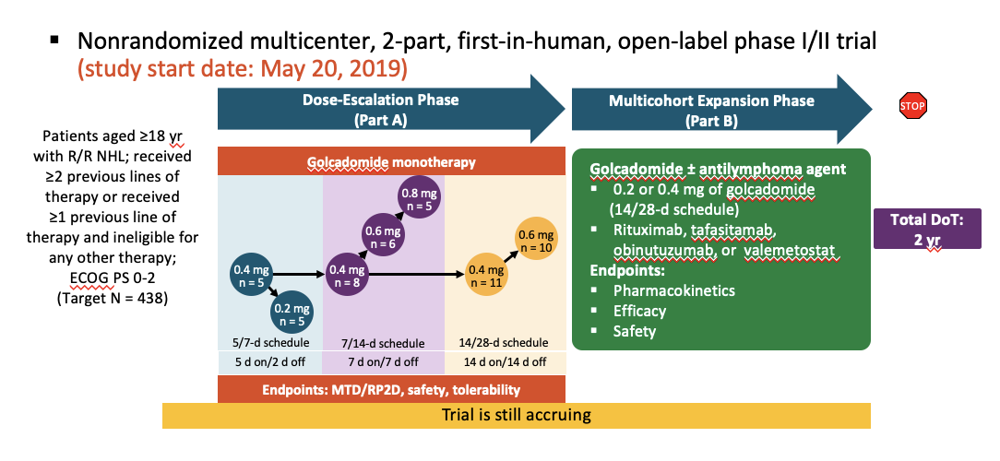 ▪ Nonrandomized multicenter, 2-part, first-in-human, open-label phase I/II trial
(study start date: May 20, 2019)
Dose-Escalation Phase
(Part A)
Multicohort Expansion Phase
(Part B)
STOP
Patients aged ≥18 yr
with R/R NHL; received
≥2 previous lines of
therapy or received
≥1 previous line of
therapy and ineligible for
any other therapy;
ECOG PS 0-2
(Target N = 438)
Golcadomide monotherapy
0.4 mg
n = 5
0.2 mg
n = 5
0.4 mg
n = 8
0.6 mg
n = 6
0.8 mg
n = 5
0.4 mg
n = 11
0.6 mg
n = 10
5/7-d schedule
7/14-d schedule
14/28-d schedule
5 d on/2 d off
7 d on/7 d off
14 d on/14 d off
Endpoints: MTD/RP2D, safety, tolerability
Golcadomide ± antilymphoma agent
▪ 0.2 or 0.4 mg of golcadomide
(14/28-d schedule)
▪ Rituximab, tafasitamab,
obinutuzumab, or valemetostat
Endpoints:
▪ Pharmacokinetics
▪ Efficacy
▪ Safety
Total DoT:
2 yr
Trial is still accruing